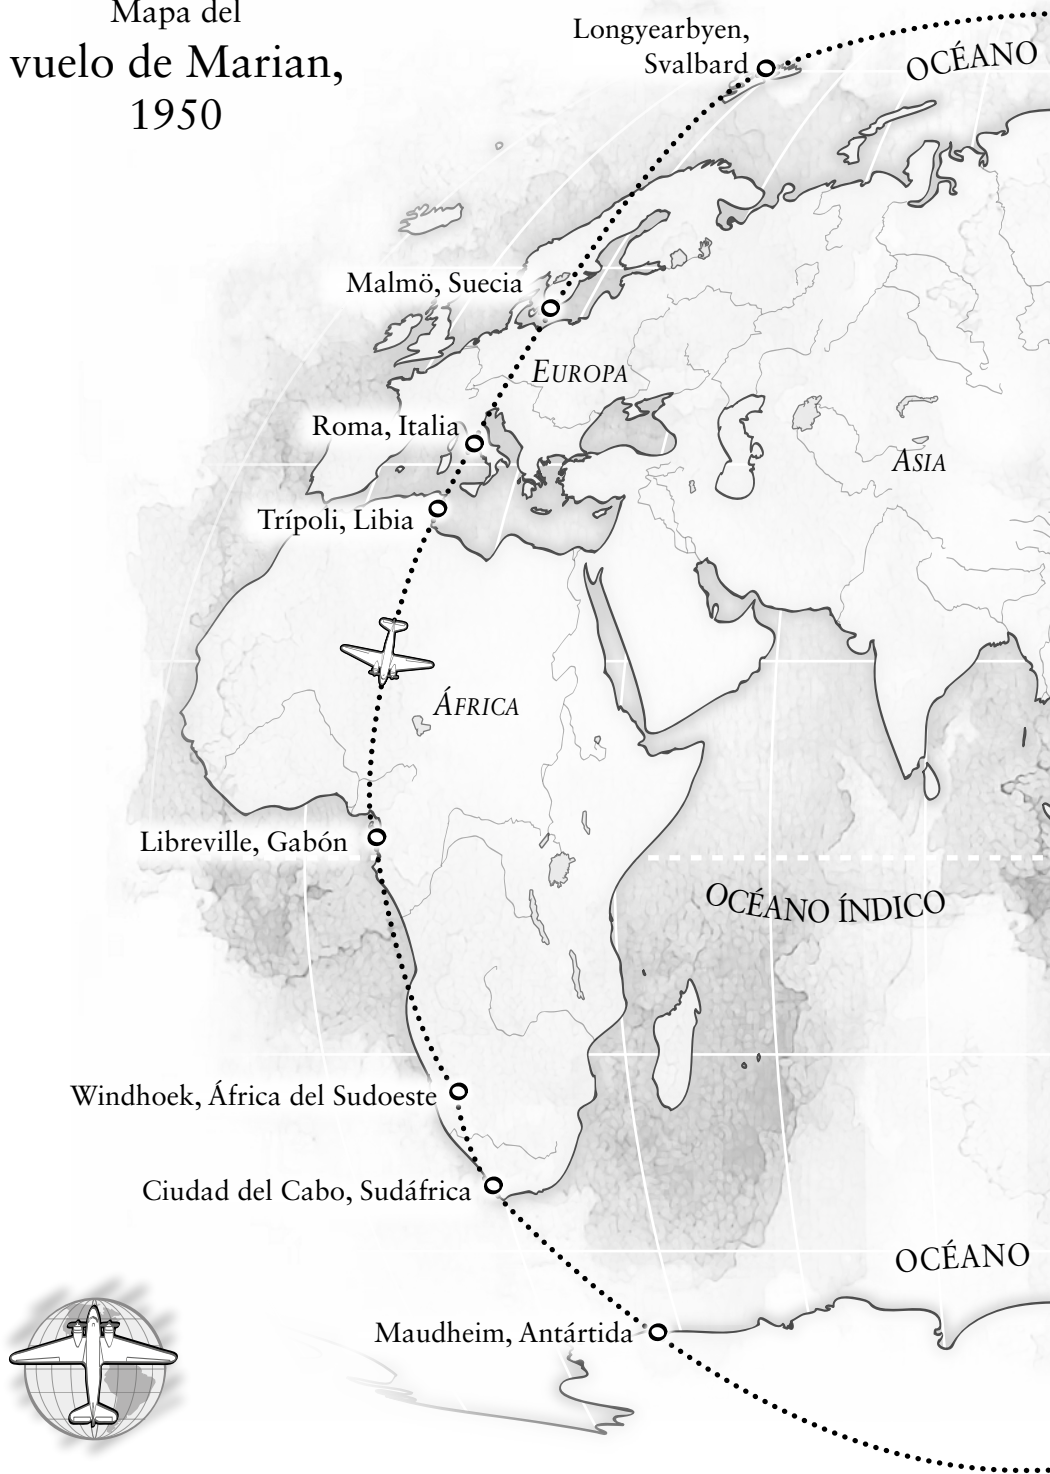 Mapa del
vuelo de Marian,
1950
Longyearbyen,
Svalbard
OCÉANO
Malmö, Suecia
EUROPA
Roma, Italia
ASIA
Trípoli, Libia
ÁFRICA
Libreville, Gabón
OCÉANO ÍNDICO
Windhoek, África del Sudoeste
Ciudad del Cabo, Sudáfrica
OCÉANO
Maudheim, Antártida